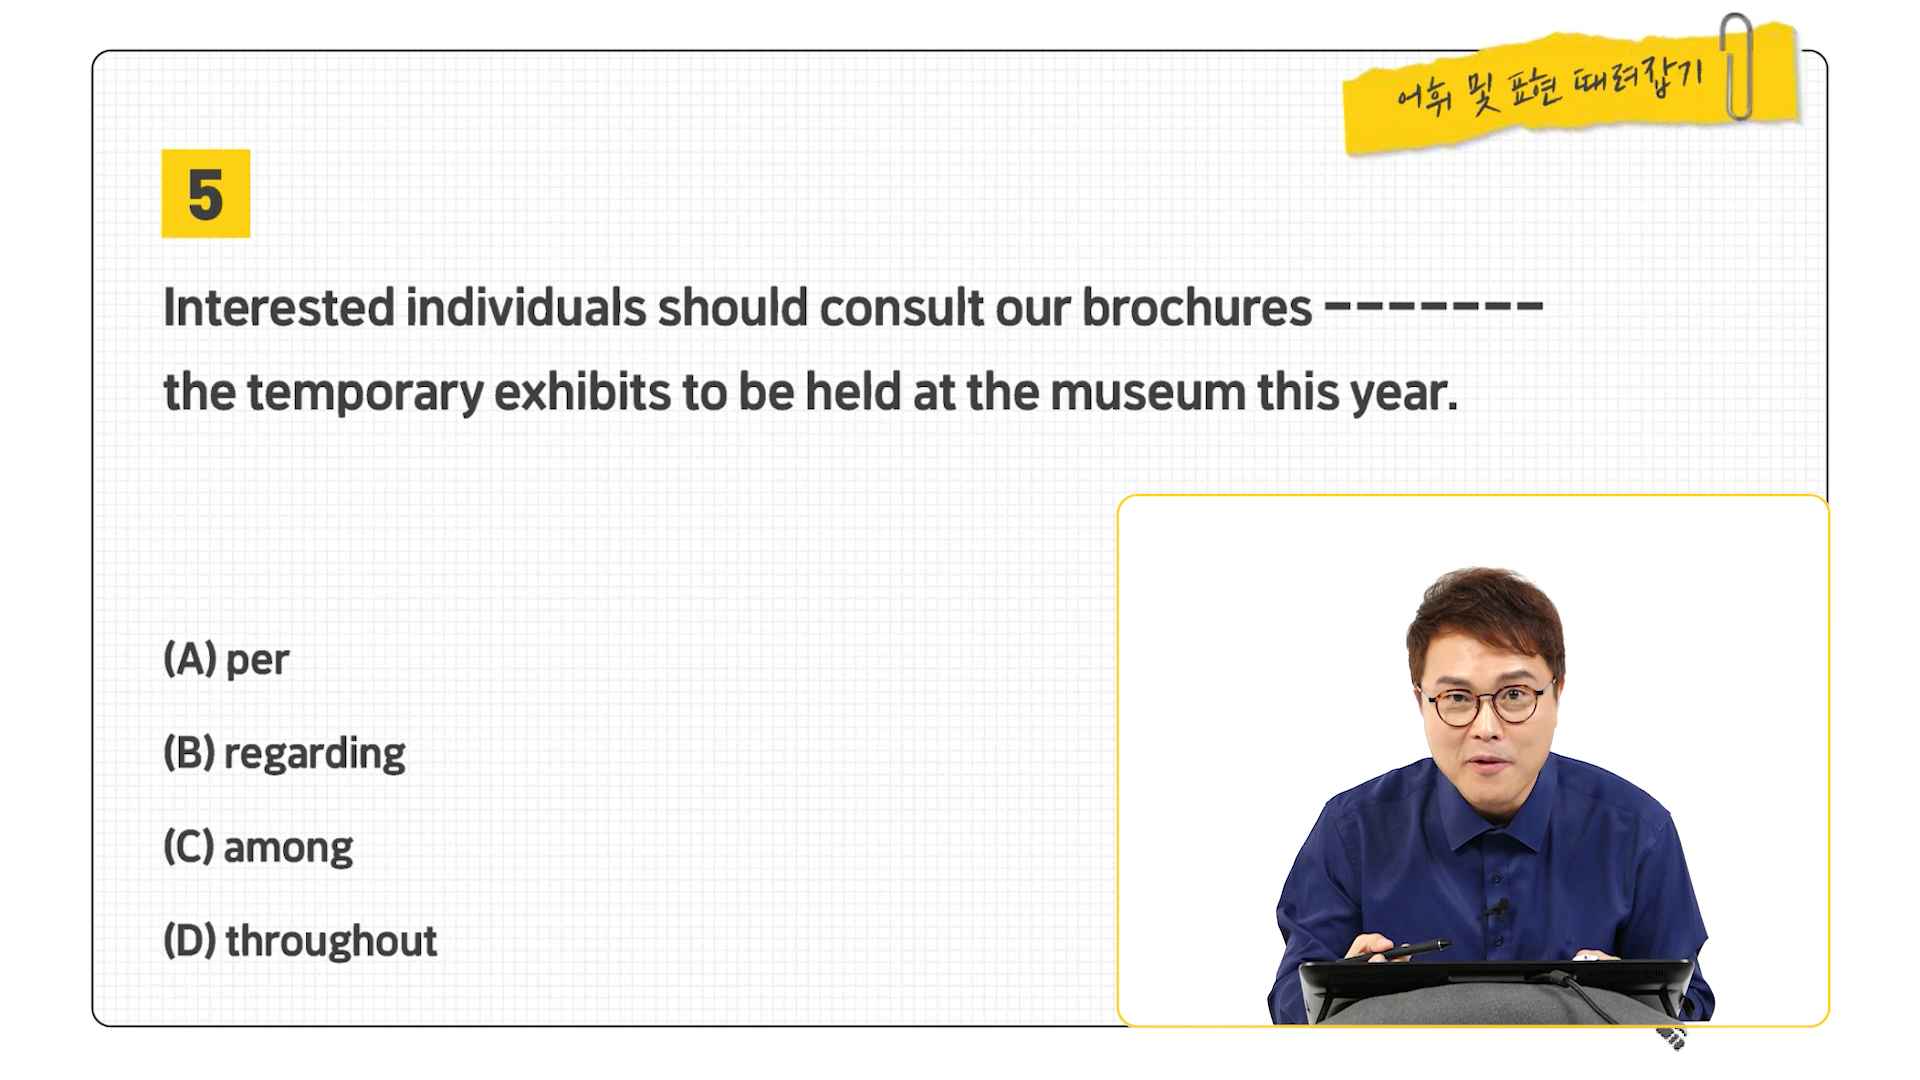 어휘 및 표현 때려잡기
5
Interested individuals should consult our brochures -------
the temporary exhibits to be held at the museum this year.
(A) per
(B) regarding
(C) among
(D) throughout